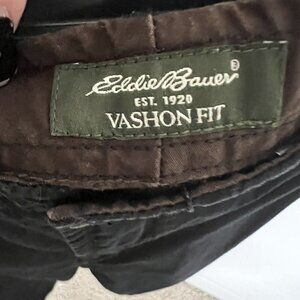 Eddie Bauer®
EST. 1920
VASHON FIT